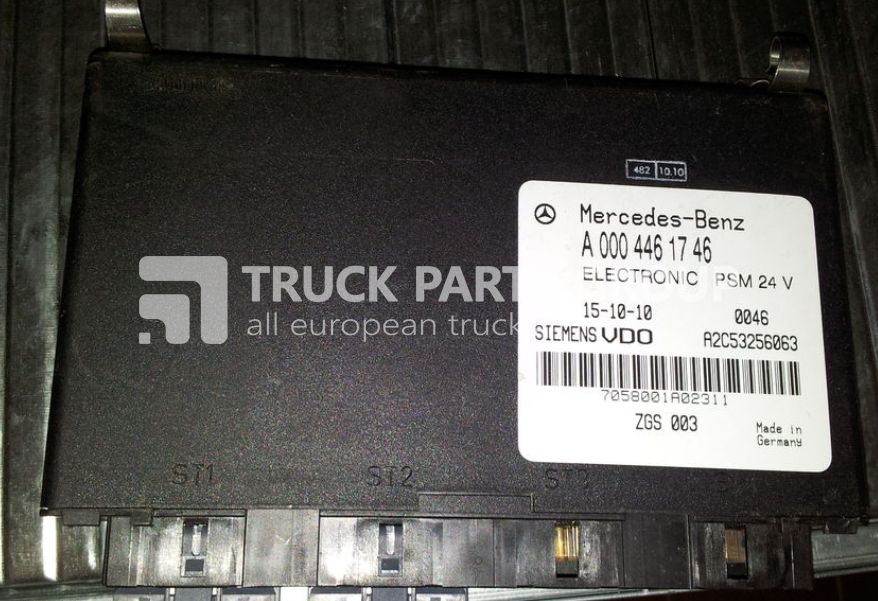 482 10.10
Mercedes-Benz
A 000 446 17 46
ELECTRONIC PSM 24 V
15-10-10 0046
SIEMENS VDO A2C53256063
7058001A02311
ZGS 003
Made in
Germany
TRUCK PART
all european truck
ST1 ST2 ST3